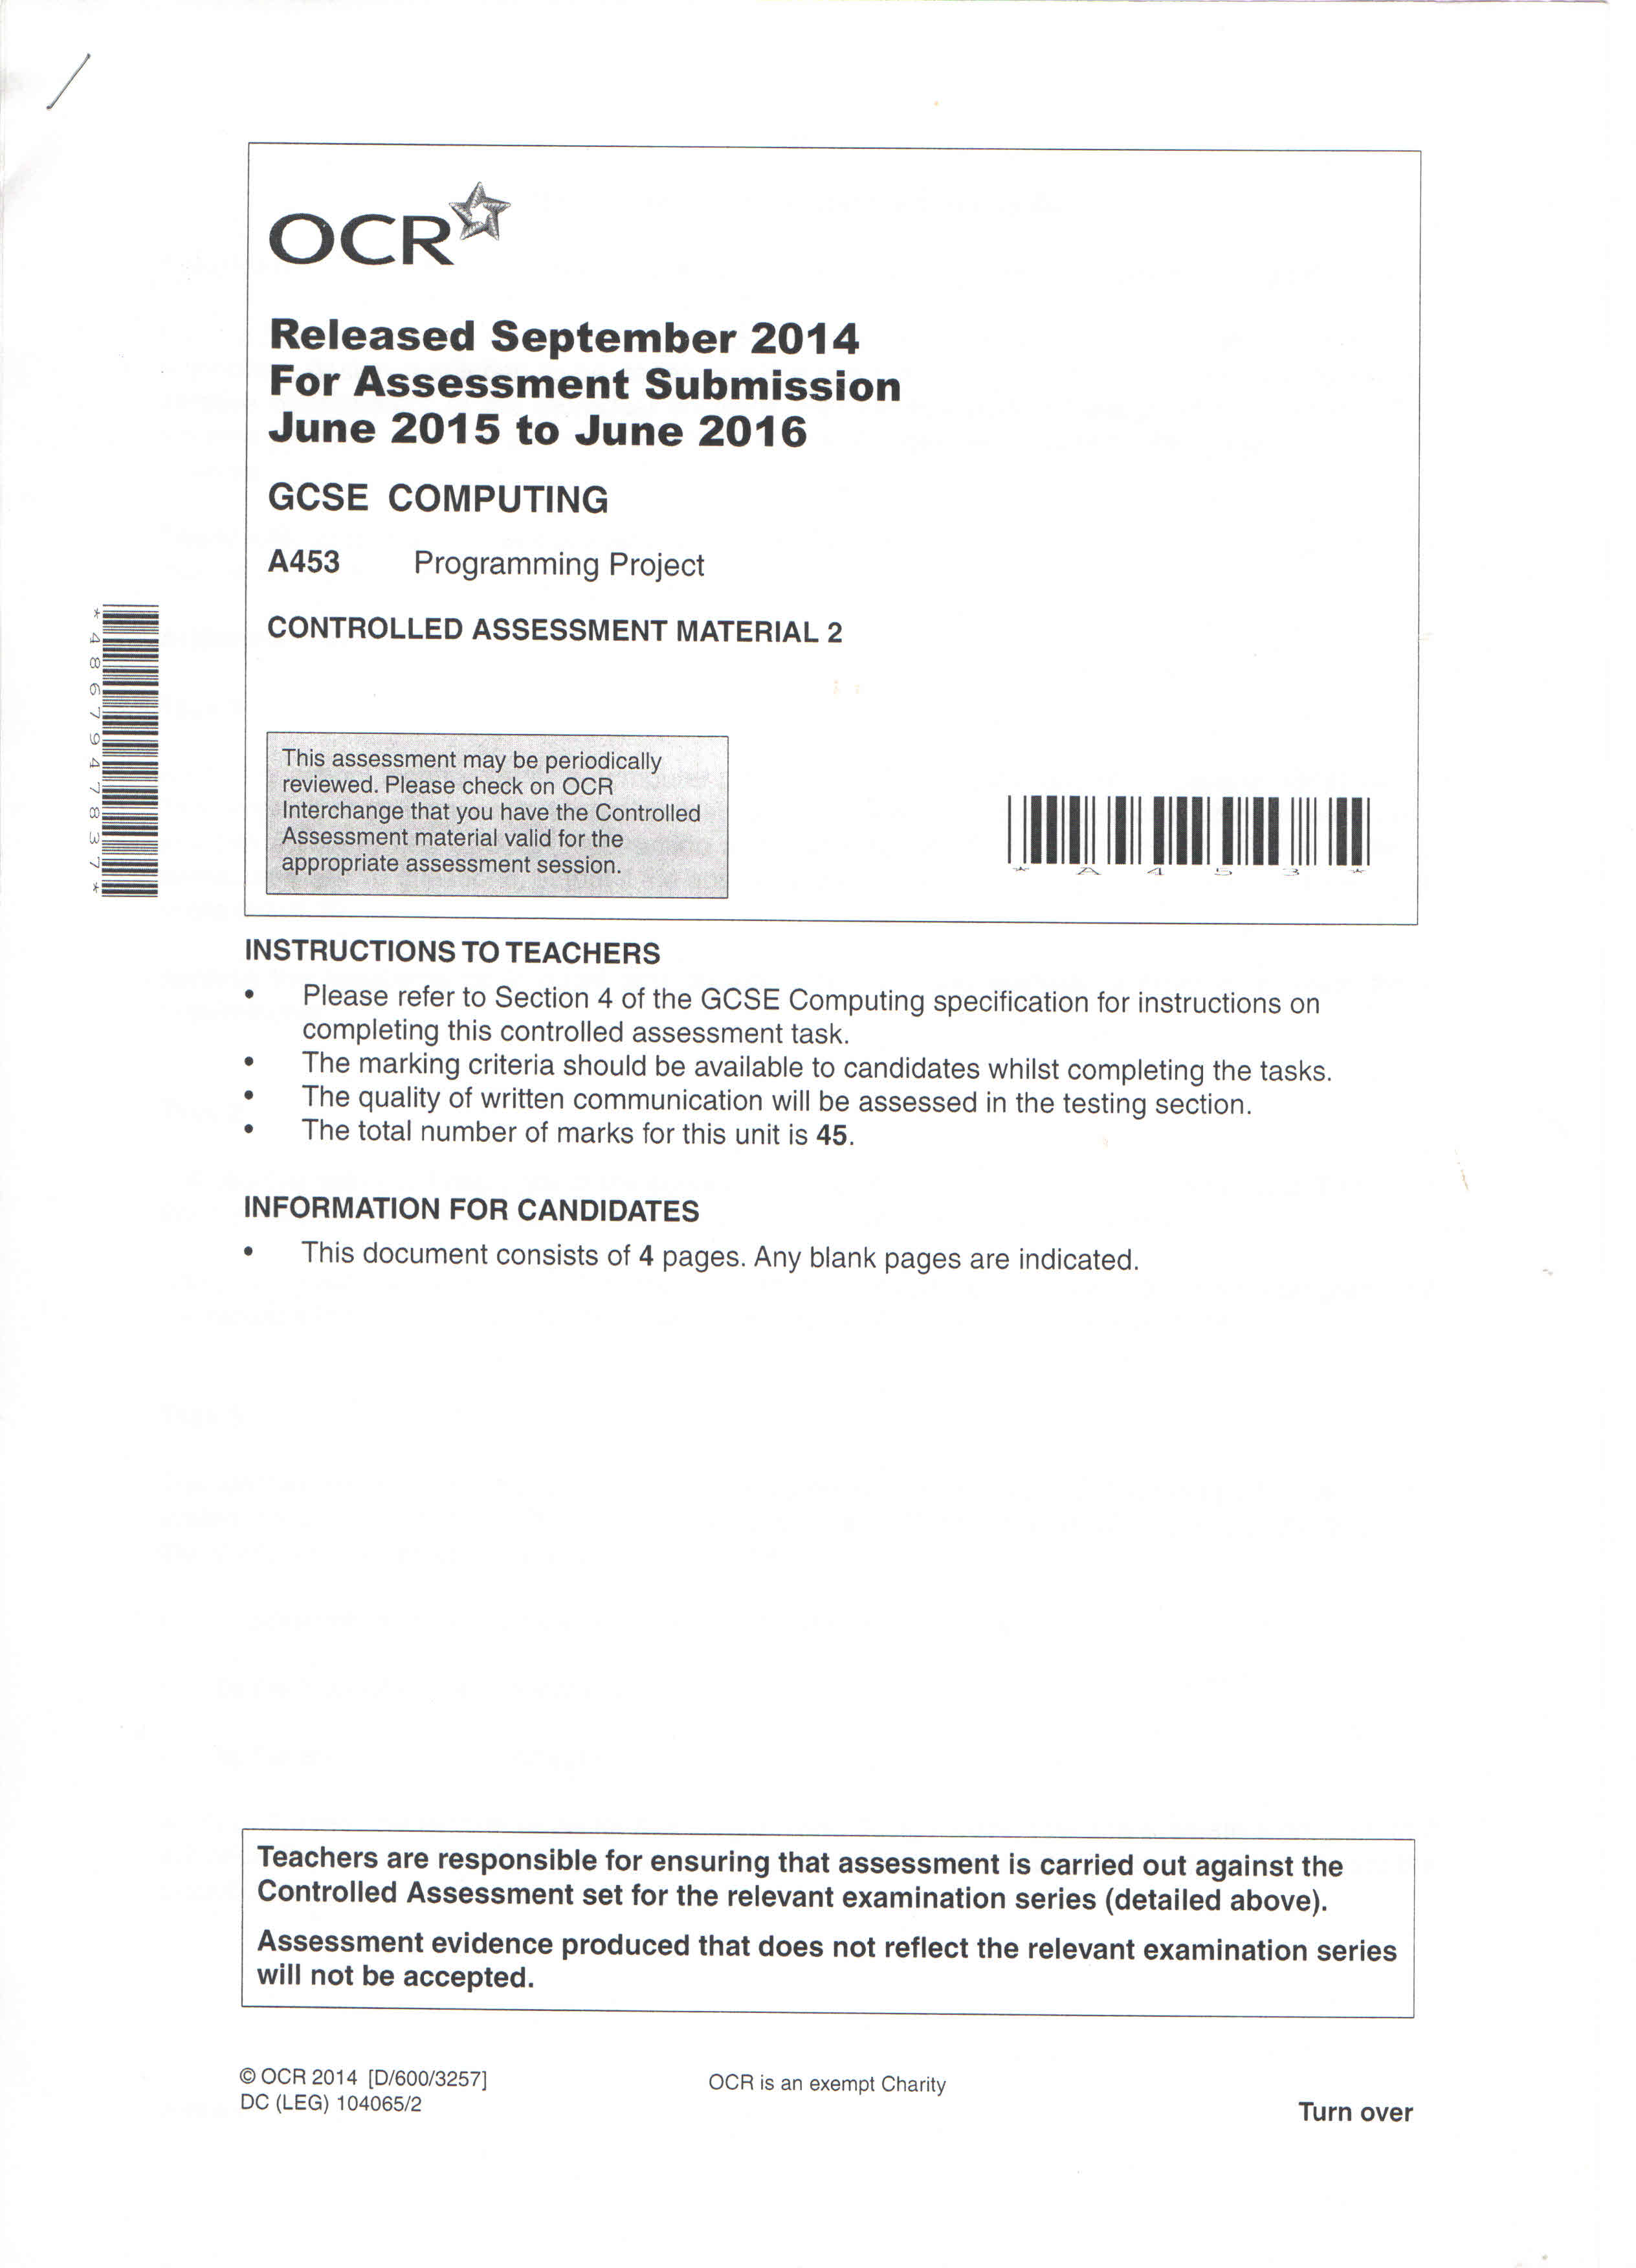 OCR
Released September 2014
For Assessment Submission
June 2015 to June 2016
GCSE COMPUTING
A453 Programming Project
CONTROLLED ASSESSMENT MATERIAL 2
*4867947837*
This assessment may be periodically
reviewed. Please check on OCR
Interchange that you have the Controlled
Assessment material valid for the
appropriate assessment session.
*A453*
INSTRUCTIONS TO TEACHERS
• Please refer to Section 4 of the GCSE Computing specification for instructions on
completing this controlled assessment task.
• The marking criteria should be available to candidates whilst completing the tasks.
• The quality of written communication will be assessed in the testing section.
• The total number of marks for this unit is 45.
INFORMATION FOR CANDIDATES
• This document consists of 4 pages. Any blank pages are indicated.
Teachers are responsible for ensuring that assessment is carried out against the
Controlled Assessment set for the relevant examination series (detailed above).
Assessment evidence produced that does not reflect the relevant examination series
will not be accepted.
© OCR 2014 [D/600/3257]
DC (LEG) 104065/2
OCR is an exempt Charity
Turn over